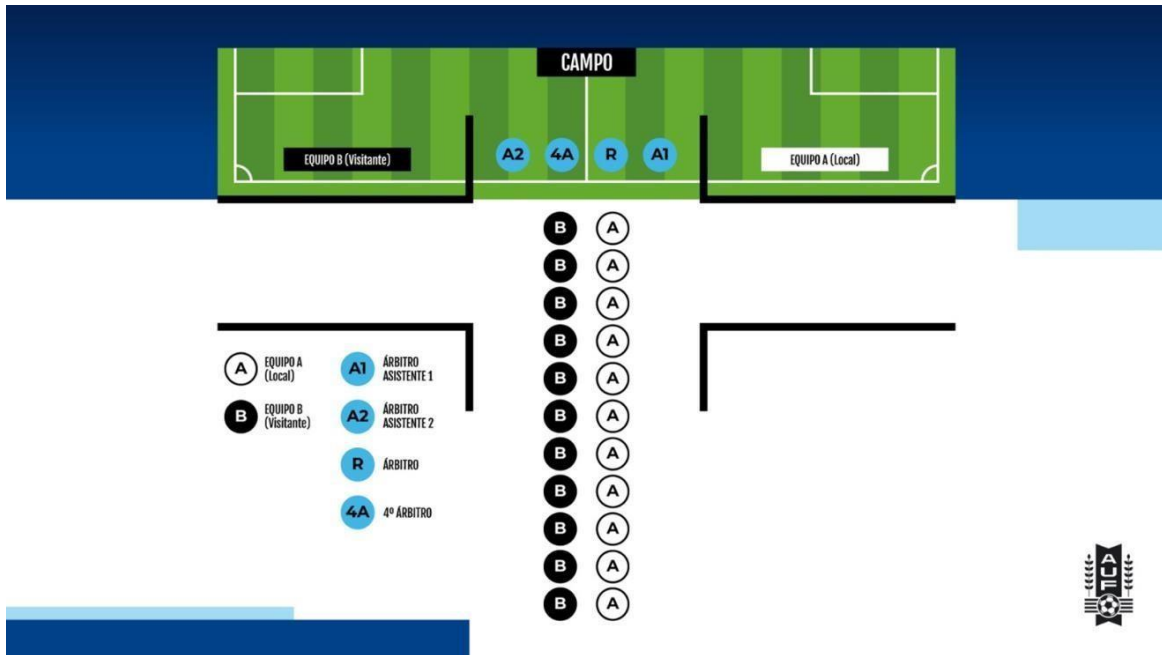 CAMPO
EQUIPO B (Visitante)
A2 4A R A1
EQUIPO A (Local)
B A
B A
B A
B A
B A
B A
B A
B A
B A
B A
B A
A EQUIPO A
(Local)
B EQUIPO B
(Visitante)
A1 ÁRBITRO
ASISTENTE 1
A2 ÁRBITRO
ASISTENTE 2
R ÁRBITRO
4A 4º ÁRBITRO
AUF